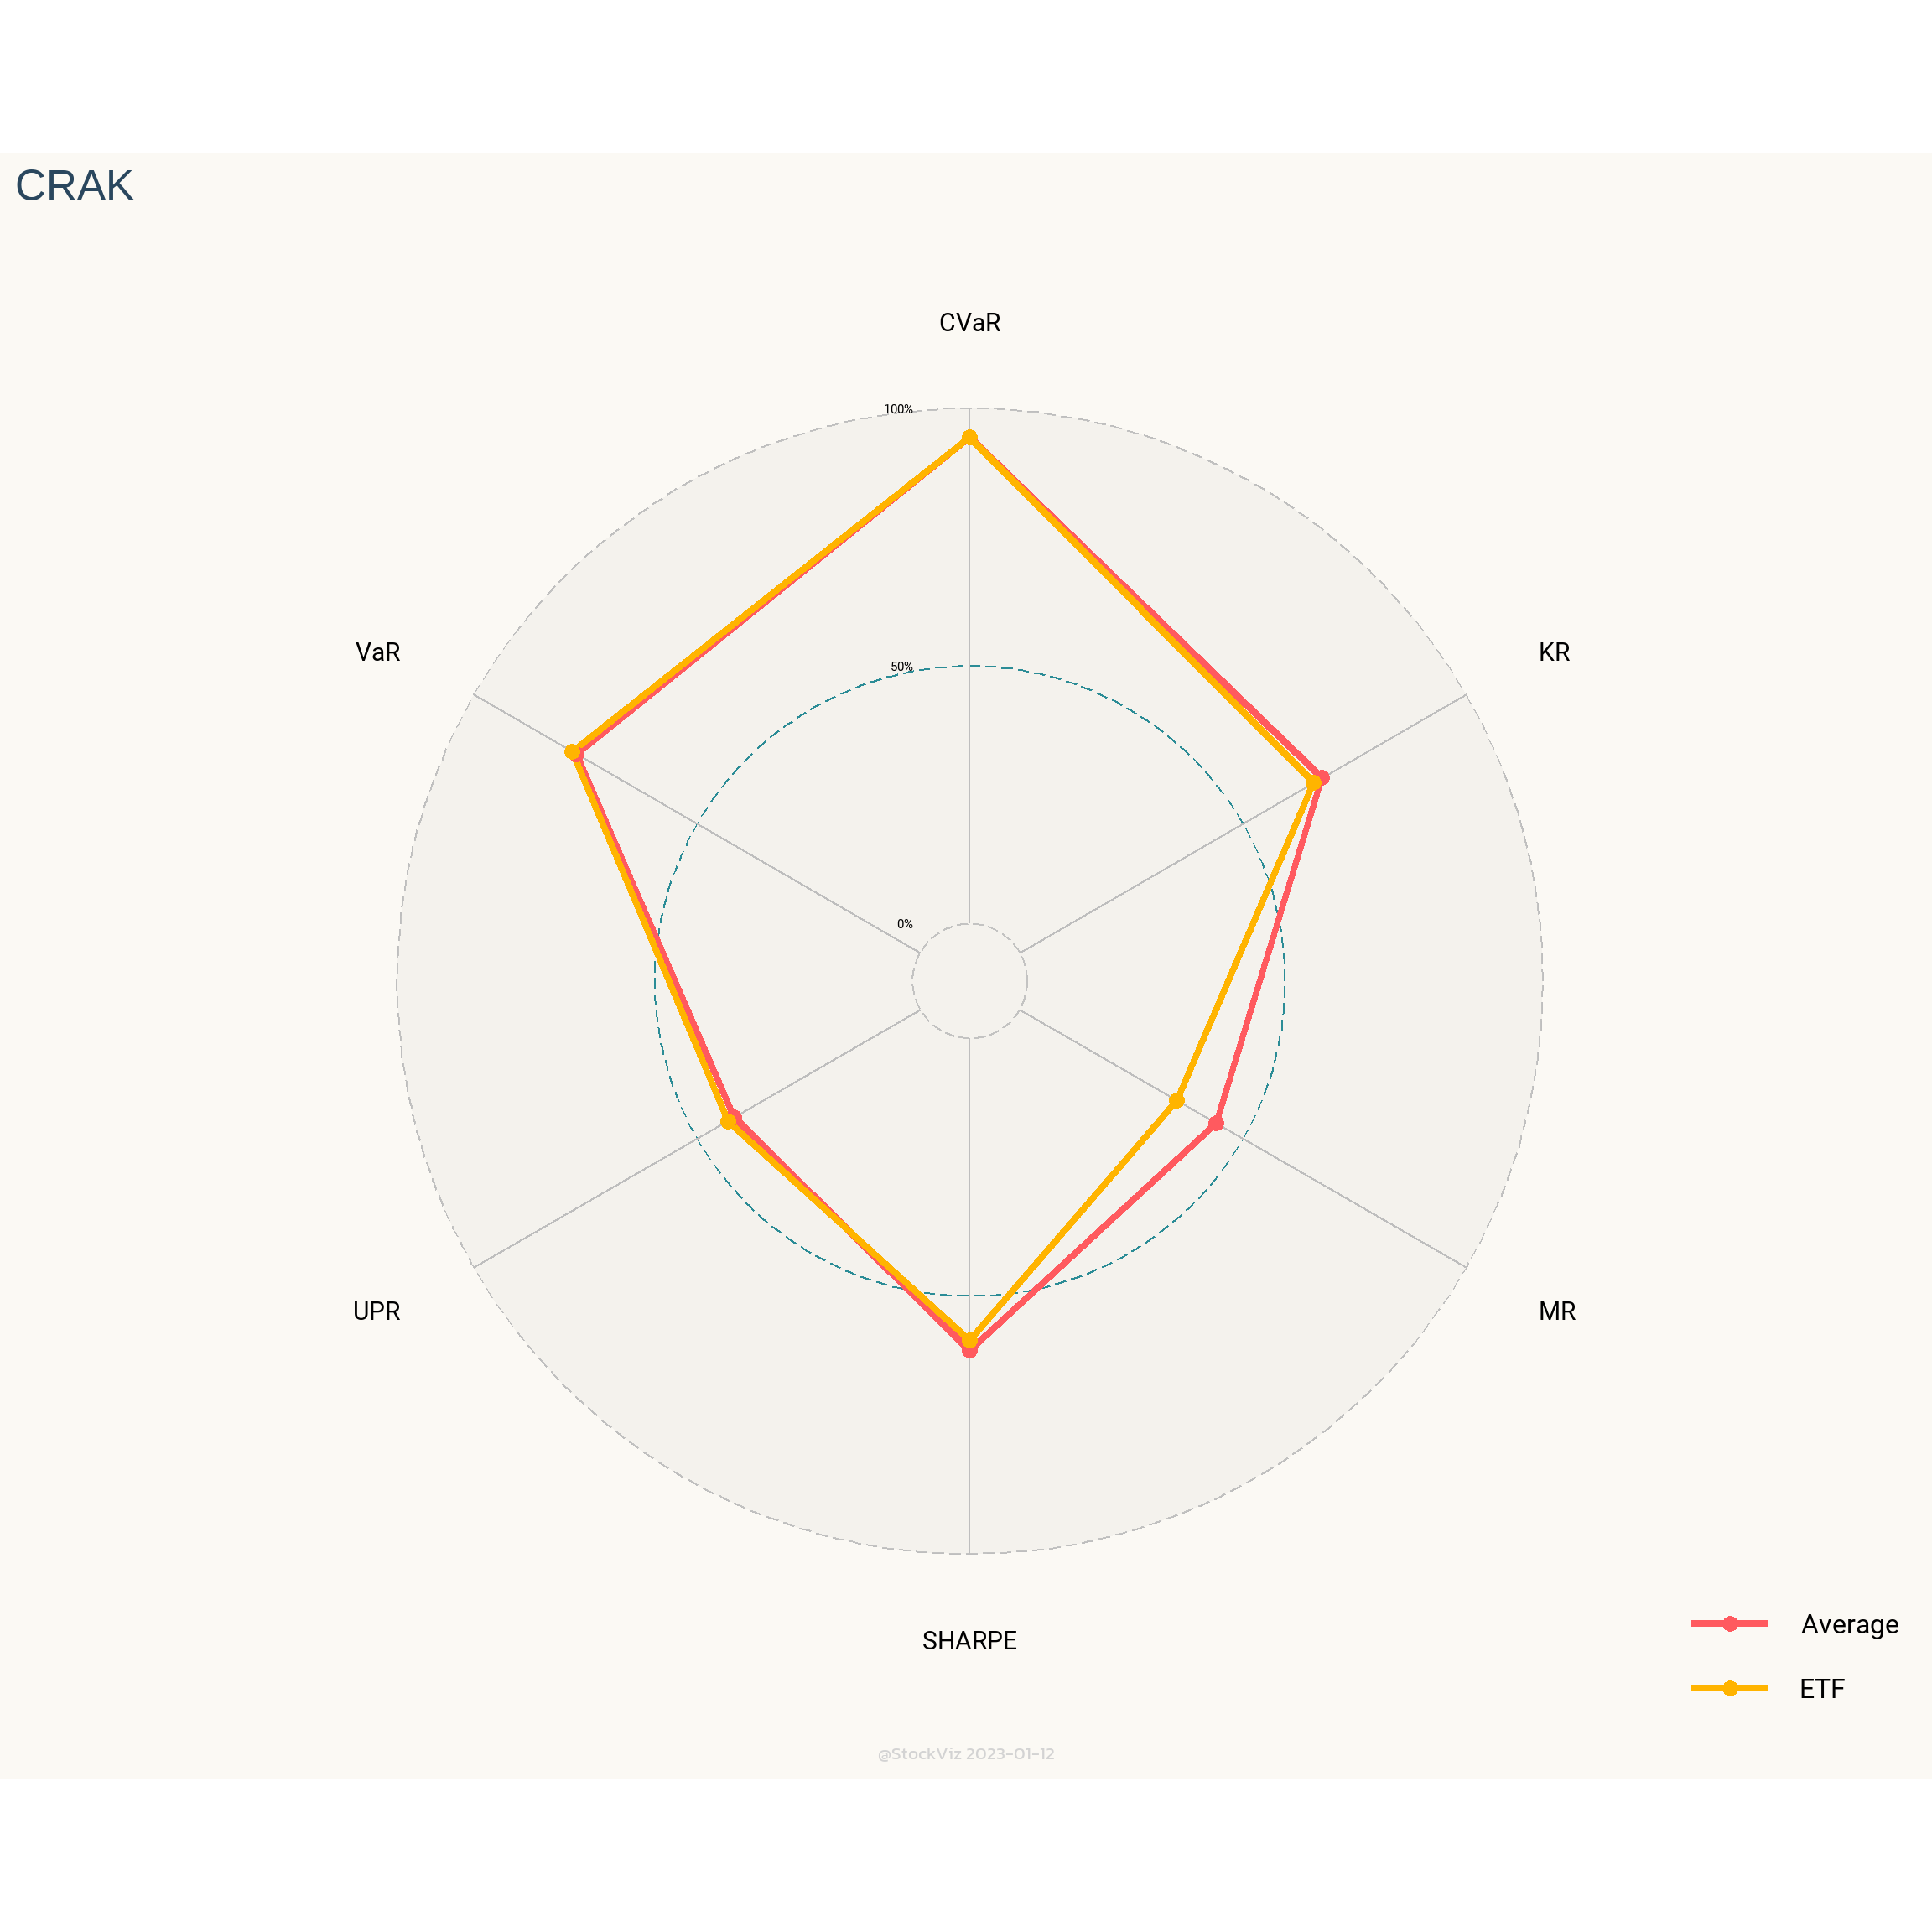 CRAK
CVaR
100%
VaR
KR
50%
0%
UPR
MR
SHARPE
Average
ETF
@StockViz 2023-01-12